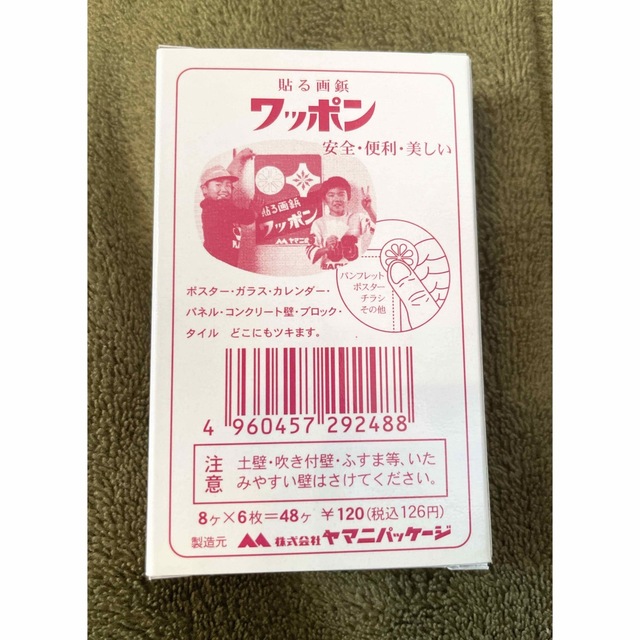 貼る画鋲
ワッポン
安全・便利・美しい
貼る画鋲
ワッポン
ヤマニ
パンフレット
ポスター
チラシ
その他
ポスター・ガラス・カレンダー・
パネル・コンクリート壁・ブロック・
タイル どこにもツキます。
4 960457 292488
注意
土壁・吹き付壁・ふすま等、いた
みやすい壁はさけてください。
8ヶ×6枚=48ヶ ¥120(税込126円)
製造元 株式会社ヤマニパッケージ